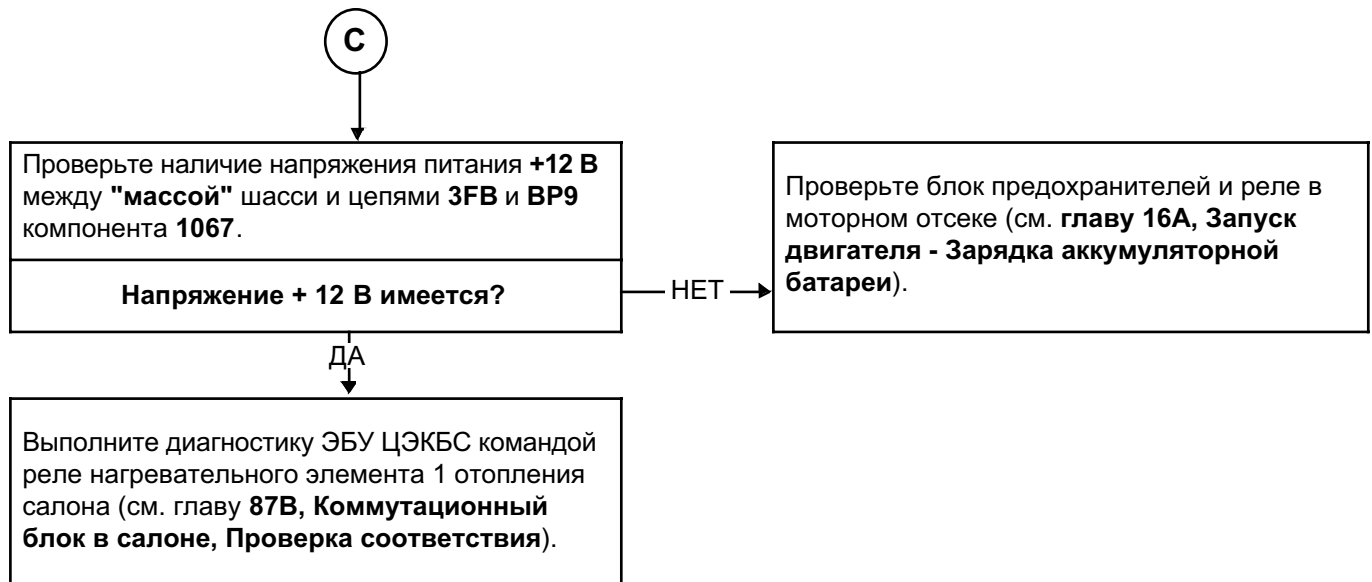 C
Проверьте наличие напряжения питания +12 В
между "массой" шасси и цепями 3FB и BP9
компонента 1067.
Напряжение + 12 В имеется?
НЕТ
Проверьте блок предохранителей и реле в
моторном отсеке (см. главу 16A, Запуск
двигателя - Зарядка аккумуляторной
батареи).
ДА
Выполните диагностику ЭБУ ЦЭКБС командой
реле нагревательного элемента 1 отопления
салона (см. главу 87B, Коммутационный
блок в салоне, Проверка соответствия).